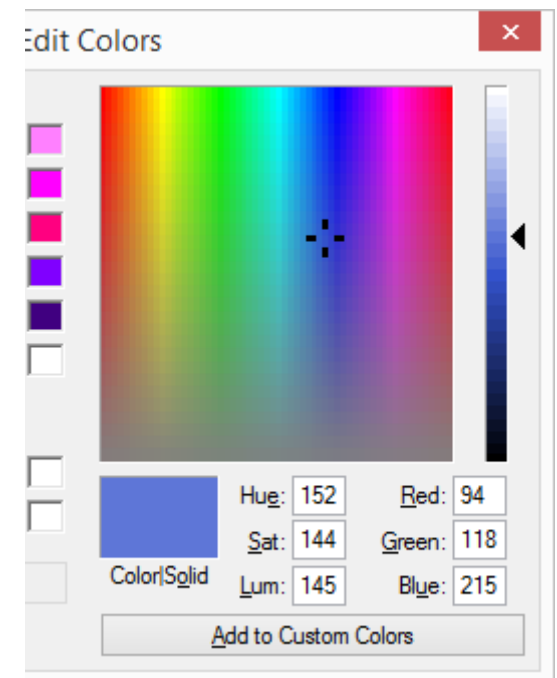 Edit Colors
Hue: 152 Red: 94
Sat: 144 Green: 118
Color|Solid Lum: 145 Blue: 215
Add to Custom Colors